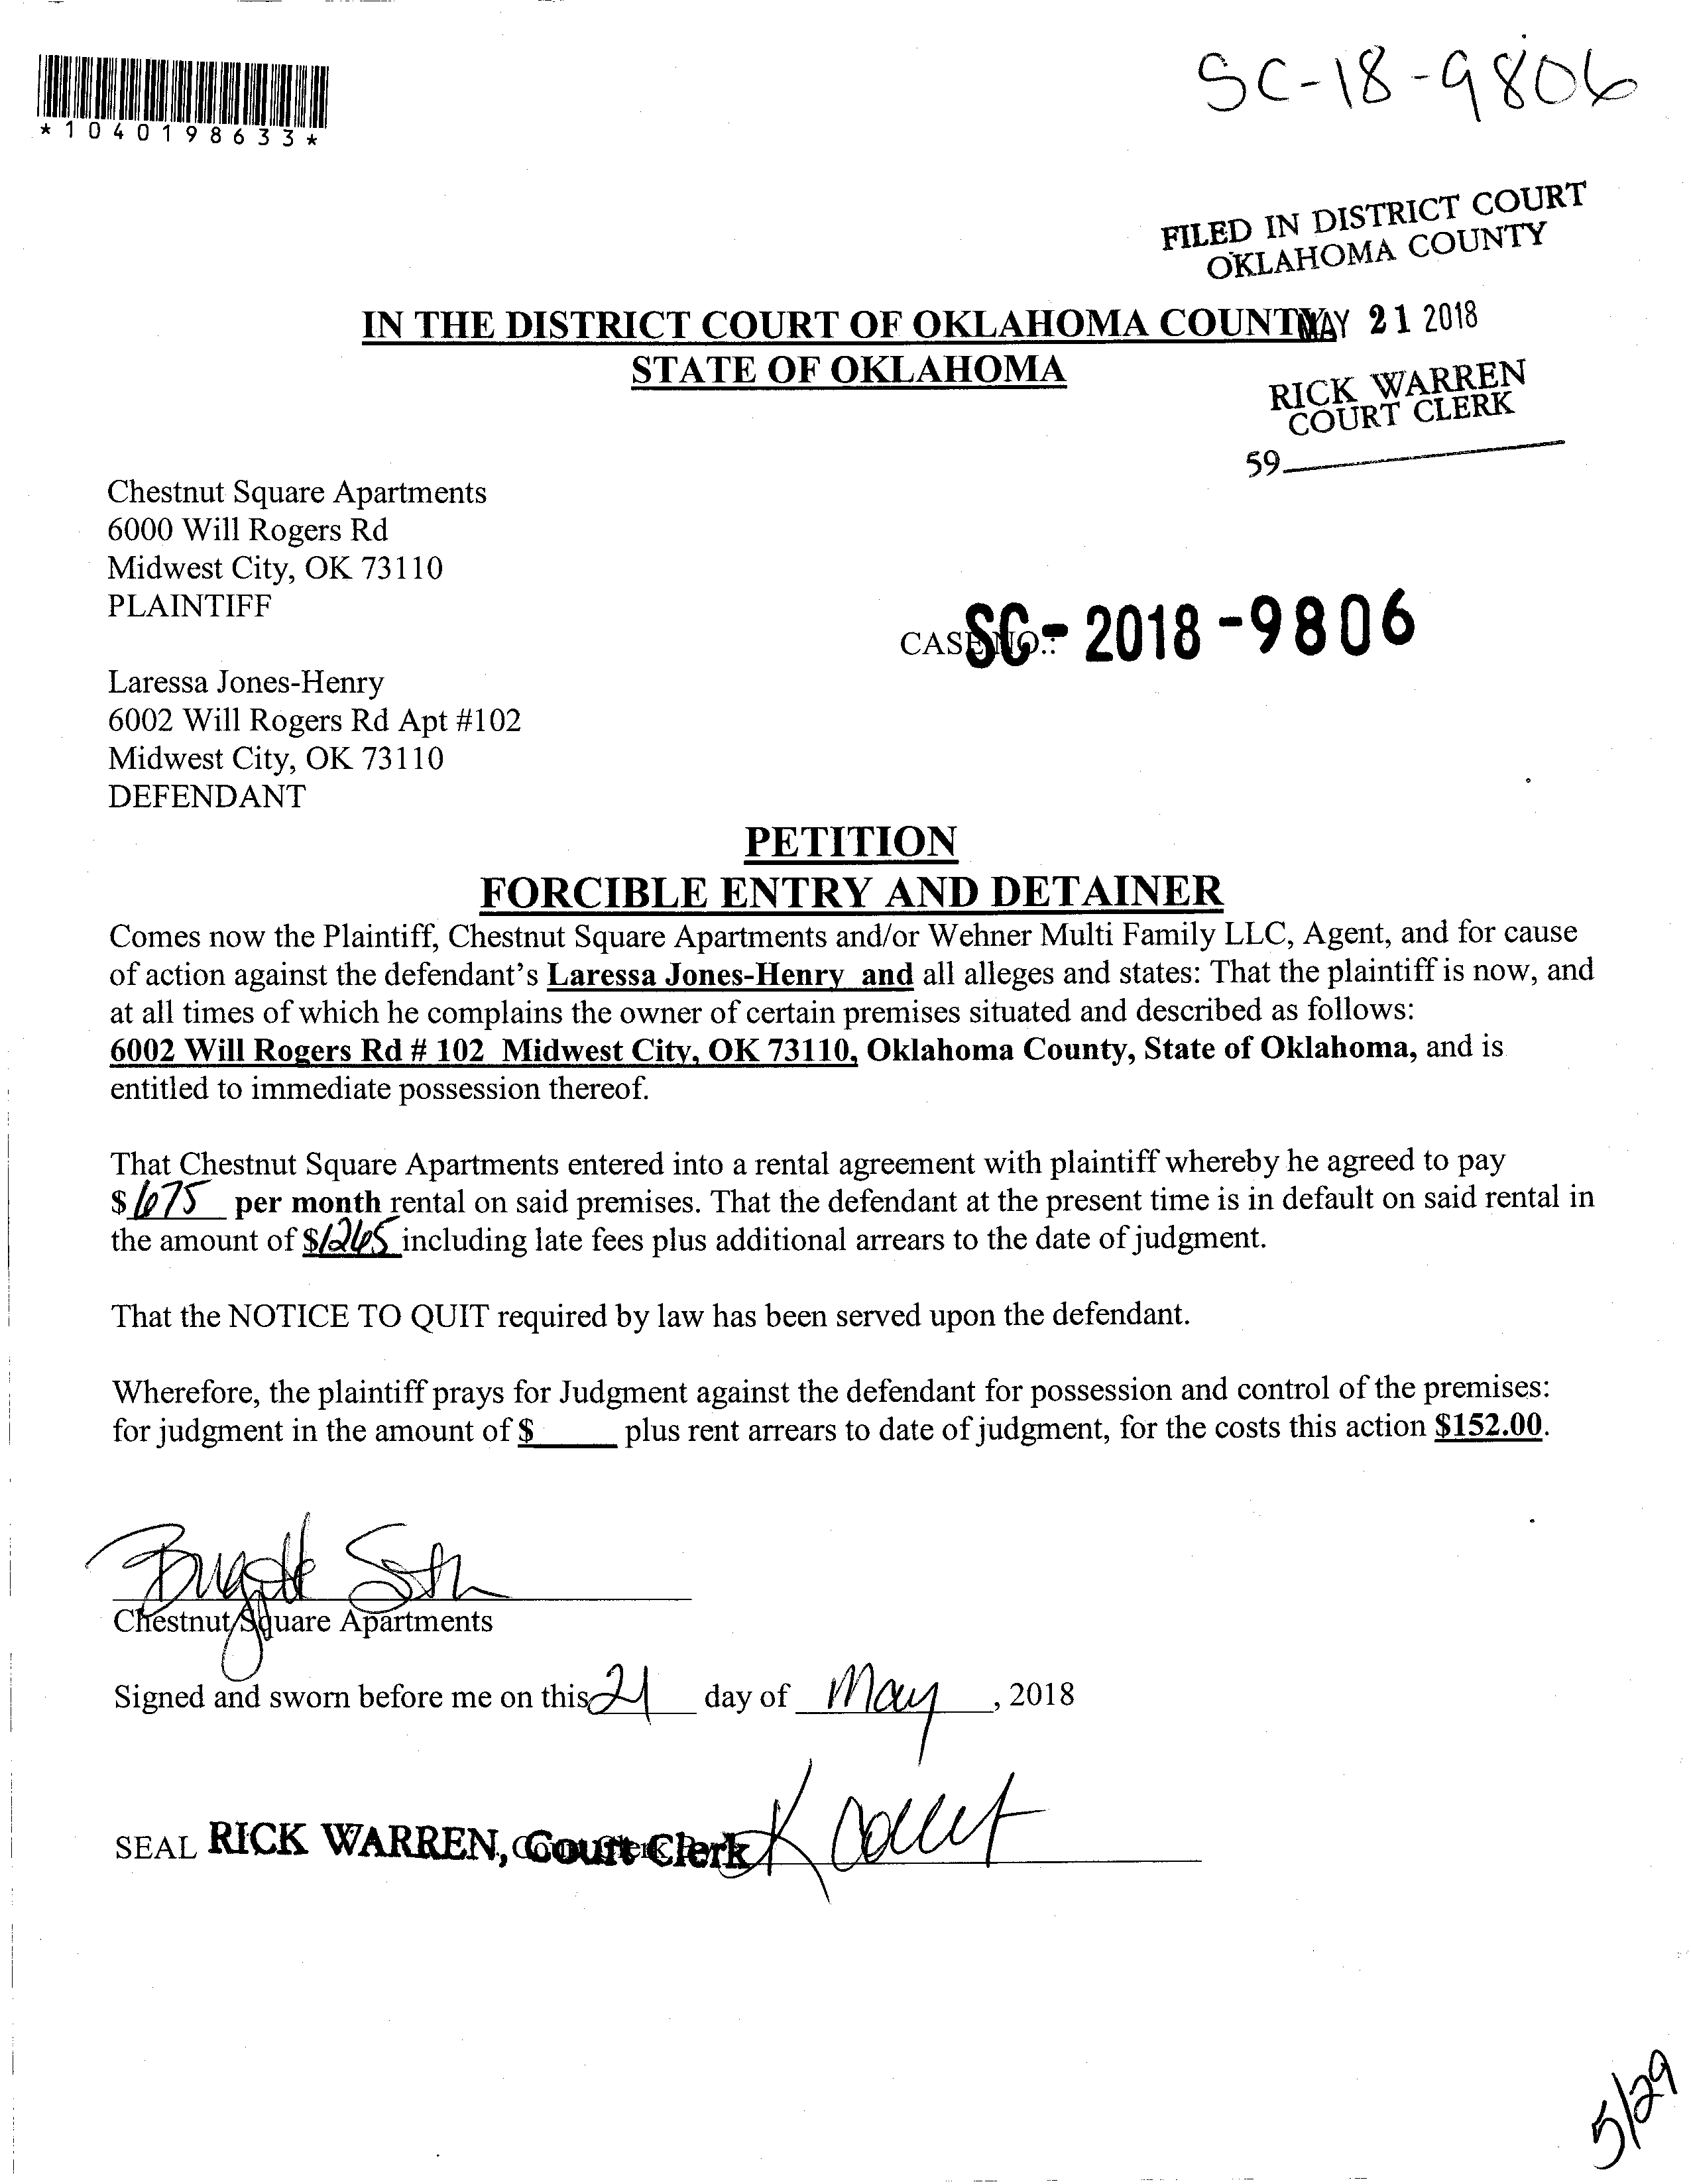 SC-18-9806
*1040198633*
FILED IN DISTRICT COURT
OKLAHOMA COUNTY
IN THE DISTRICT COURT OF OKLAHOMA COUNTY
MAY 21 2018
STATE OF OKLAHOMA
RICK WARREN
COURT CLERK
59
Chestnut Square Apartments
6000 Will Rogers Rd
Midwest City, OK 73110
PLAINTIFF
CASE NO.: SC-2018-9806
Laressa Jones-Henry
6002 Will Rogers Rd Apt #102
Midwest City, OK 73110
DEFENDANT
PETITION
FORCIBLE ENTRY AND DETAINER
Comes now the Plaintiff, Chestnut Square Apartments and/or Wehner Multi Family LLC, Agent, and for cause
of action against the defendant’s Laressa Jones-Henry and all alleges and states: That the plaintiff is now, and
at all times of which he complains the owner of certain premises situated and described as follows:
6002 Will Rogers Rd # 102 Midwest City, OK 73110, Oklahoma County, State of Oklahoma, and is
entitled to immediate possession thereof.
That Chestnut Square Apartments entered into a rental agreement with plaintiff whereby he agreed to pay
$675 per month rental on said premises. That the defendant at the present time is in default on said rental in
the amount of $1265 including late fees plus additional arrears to the date of judgment.
That the NOTICE TO QUIT required by law has been served upon the defendant.
Wherefore, the plaintiff prays for Judgment against the defendant for possession and control of the premises:
for judgment in the amount of $_____ plus rent arrears to date of judgment, for the costs this action $152.00.
Chestnut Square Apartments
Signed and sworn before me on this 21 day of May, 2018
SEAL RICK WARREN, Court Clerk
5/29